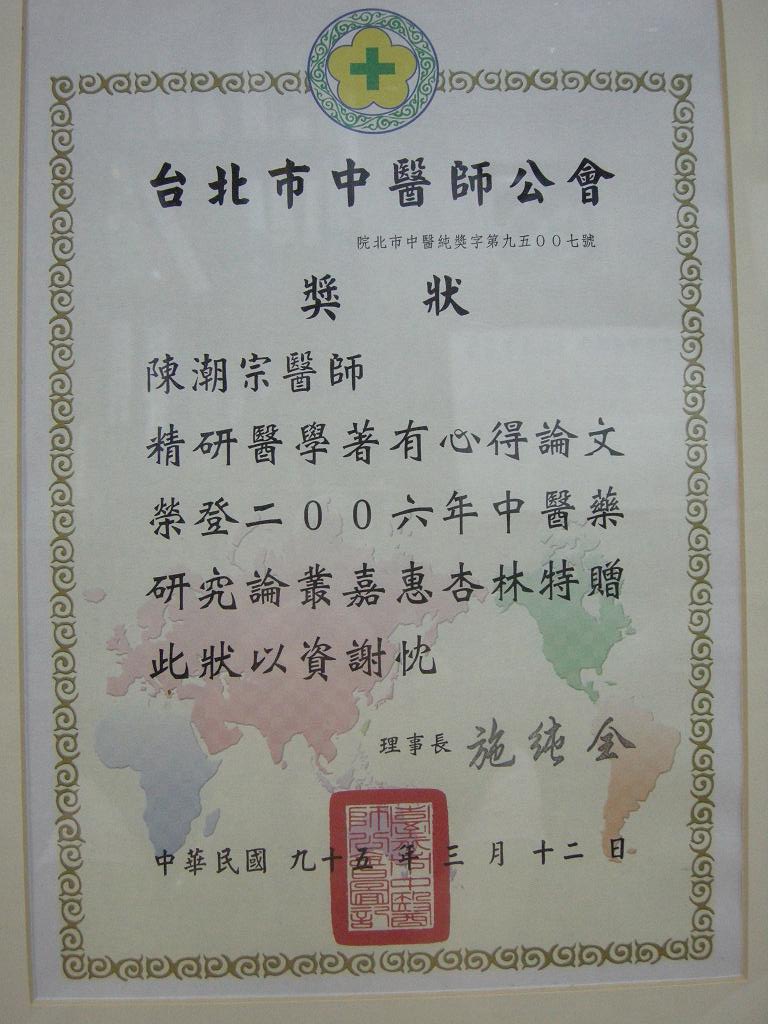 台北市中醫師公會
院北市中醫純獎字第九五００七號
獎狀
陳潮宗醫師
精研醫學著有心得論文
榮登二００六年中醫藥
研究論叢嘉惠杏林特贈
此狀以資謝忱
理事長 施純全
中華民國 九十五 年 三 月 十二 日